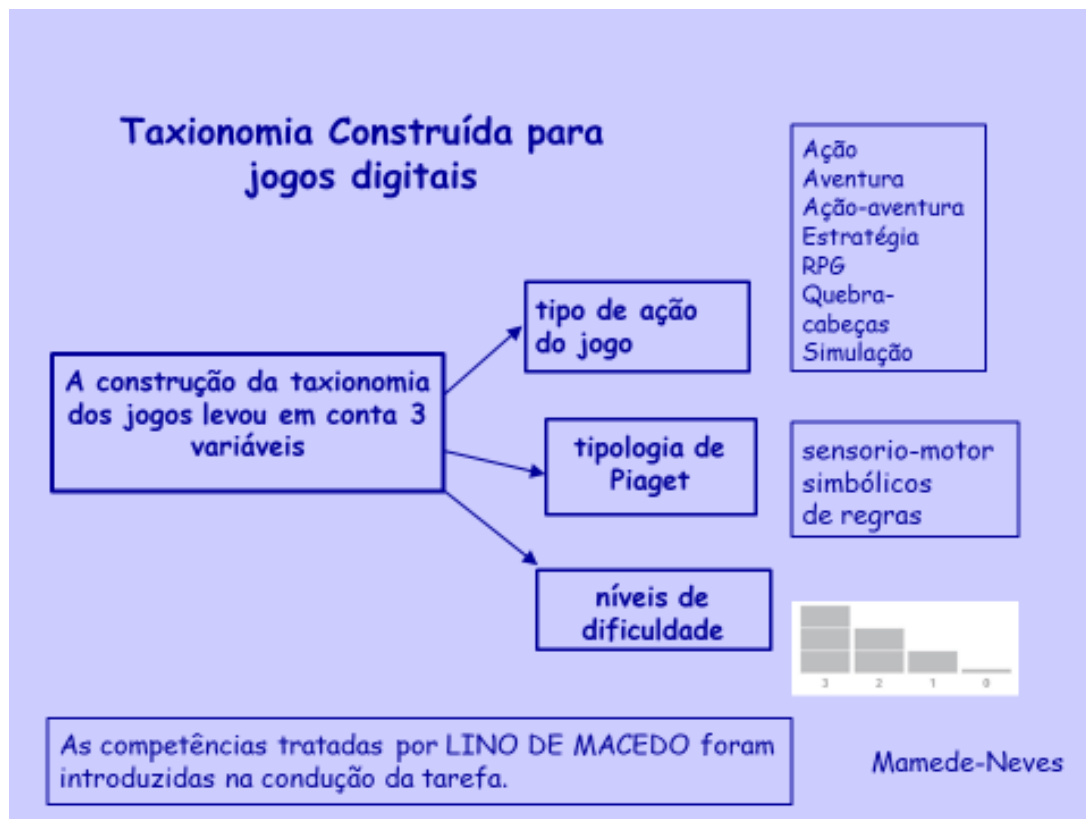 Taxionomia Construída para
jogos digitais
Ação
Aventura
Ação-aventura
Estratégia
RPG
Quebra-
cabeças
Simulação
tipo de ação
do jogo
A construção da taxionomia
dos jogos levou em conta 3
variáveis
tipologia de
Piaget
sensorio-motor
simbólicos
de regras
níveis de
dificuldade
3 2 1 0
As competências tratadas por LINO DE MACEDO foram
introduzidas na condução da tarefa.
Mamede-Neves